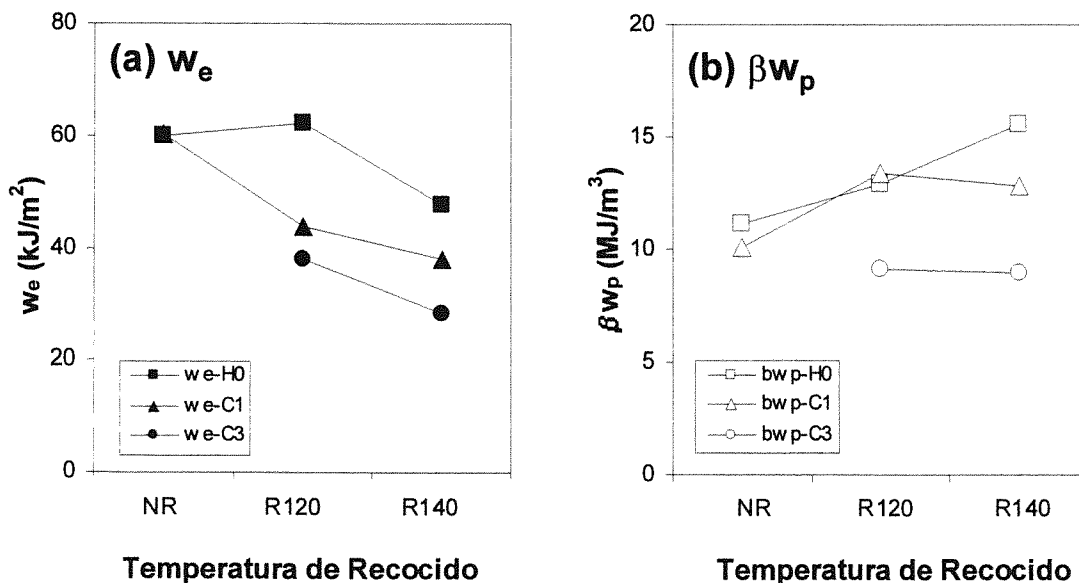 (a) we
we (kJ/m2)
80
60
40
20
0
we-H0
we-C1
we-C3
NR R120 R140
Temperatura de Recocido
(b) βwp
βwp (MJ/m3)
20
15
10
5
0
bwp-H0
bwp-C1
bwp-C3
NR R120 R140
Temperatura de Recocido